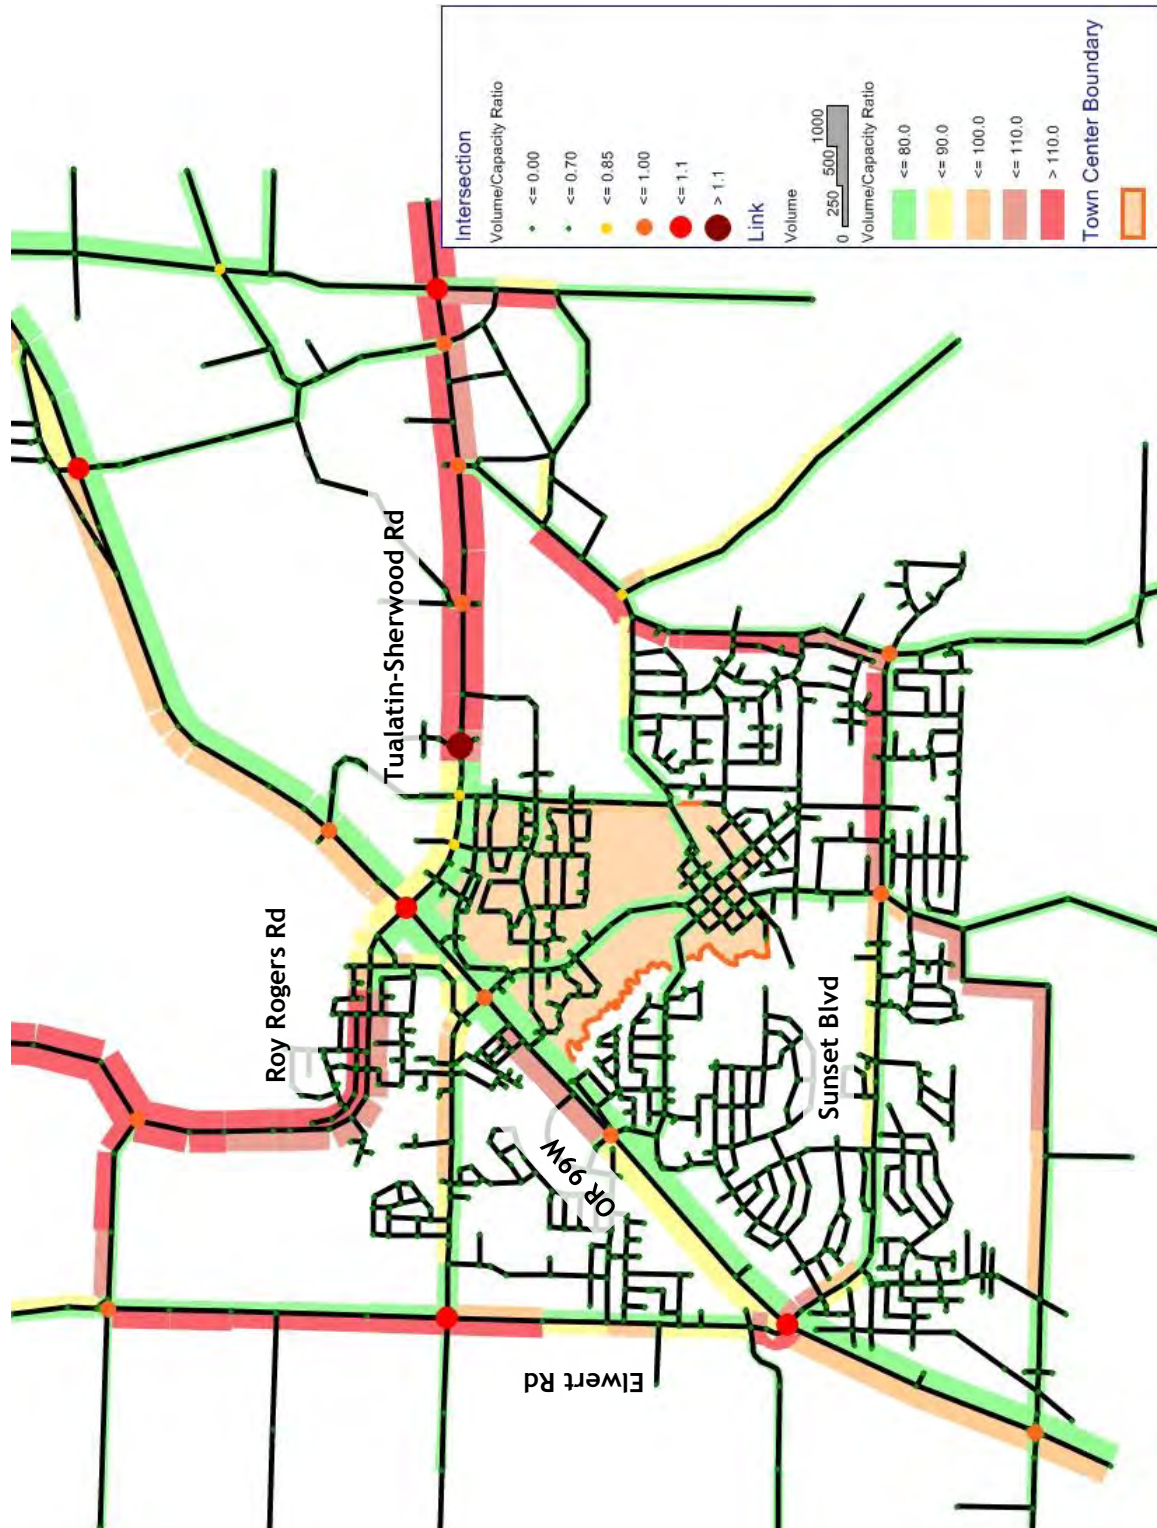 Tualatin-Sherwood Rd
Roy Rogers Rd
OR 99W
Sunset Blvd
Elwert Rd
Intersection
Volume/Capacity Ratio
<= 0.00
<= 0.70
<= 0.85
<= 1.00
<= 1.1
> 1.1
Link
Volume
0 250 500 1000
Volume/Capacity Ratio
<= 80.0
<= 90.0
<= 100.0
<= 110.0
> 110.0
Town Center Boundary